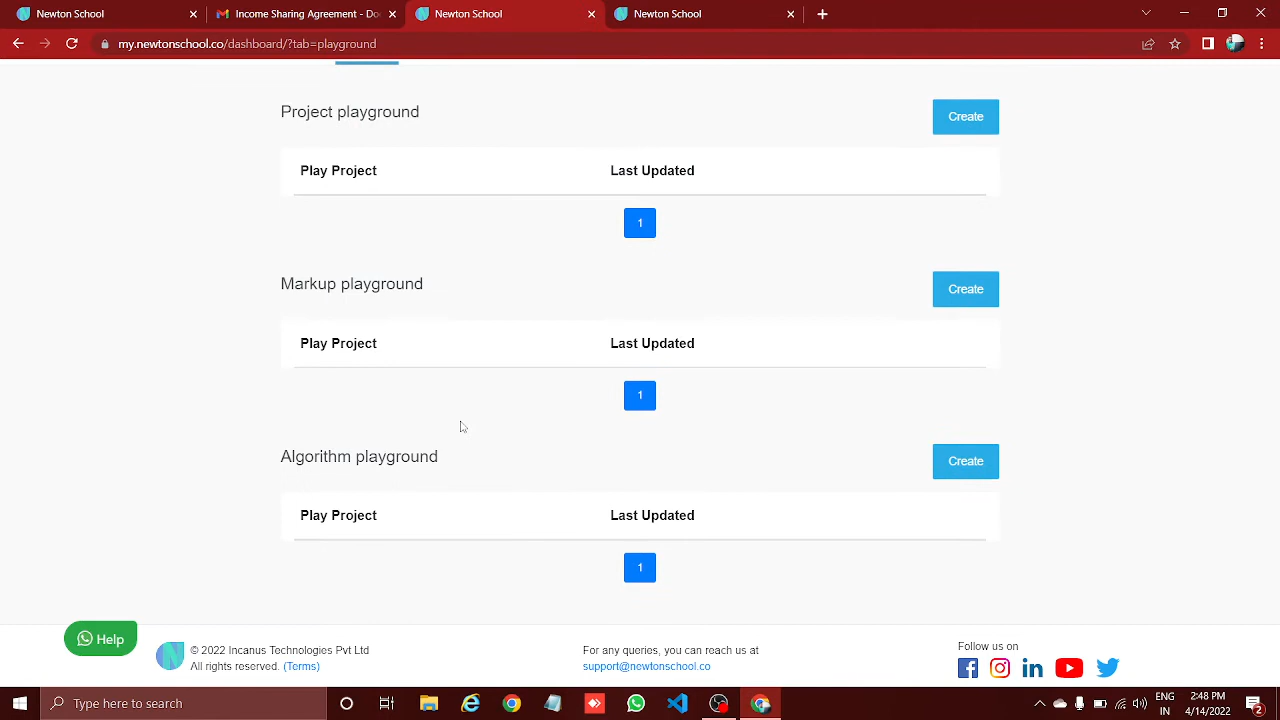 Newton School
Income Sharing Agreement - Do
Newton School
Newton School
my.newtonschool.co/dashboard/?tab=playground
Project playground
Create
Play Project
Last Updated
1
Markup playground
Create
Play Project
Last Updated
1
Algorithm playground
Create
Play Project
Last Updated
1
Help
© 2022 Incanus Technologies Pvt Ltd
All rights reserved. (Terms)
For any queries, you can reach us at
support@newtonschool.co
Follow us on
Type here to search
ENG
IN
2:48 PM
4/14/2022
2